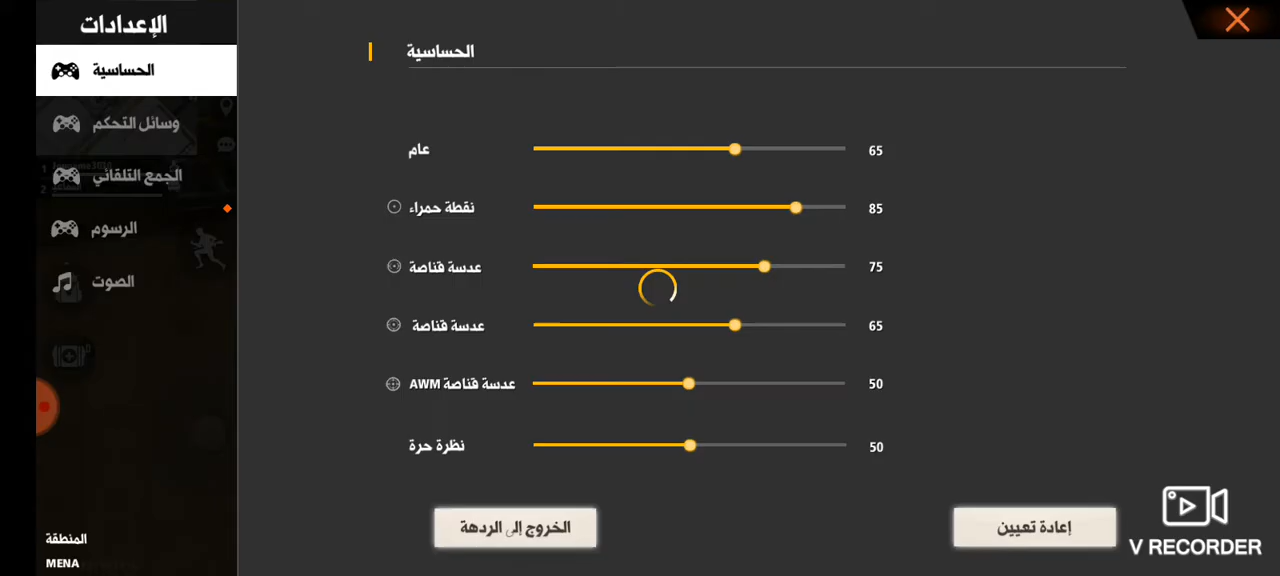 الإعدادات
الحساسية
وسائل التحكم
الجمع التلقائي
الرسوم
الصوت
المنطقة
MENA
الحساسية
عام 65
نقطة حمراء 85
عدسة قناصة 75
عدسة قناصة 65
عدسة قناصة AWM 50
نظرة حرة 50
الخروج إلى الردهة
إعادة تعيين
V RECORDER